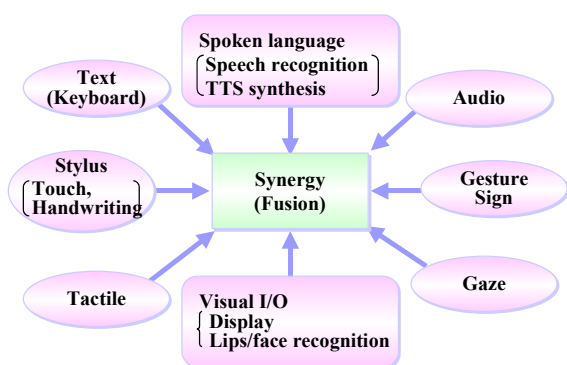 Spoken language
Speech recognition
TTS synthesis
Text
(Keyboard)
Audio
Stylus
Touch,
Handwriting
Synergy
(Fusion)
Gesture
Sign
Tactile
Visual I/O
Display
Lips/face recognition
Gaze